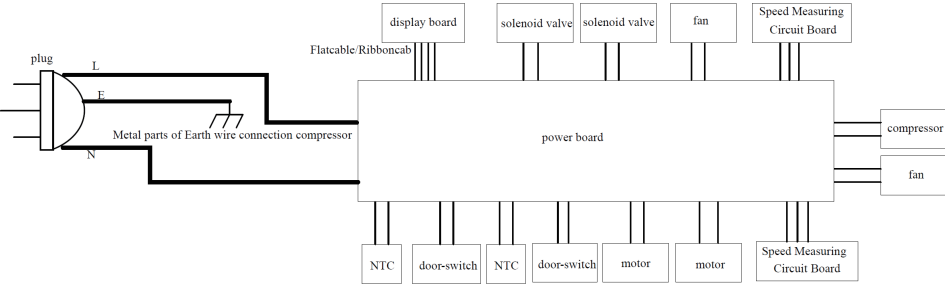 display board
solenoid valve
solenoid valve
fan
Speed Measuring
Circuit Board
Flatcable/Ribboncab
plug
L
E
Metal parts of Earth wire connection compressor
N
power board
compressor
fan
NTC
door-switch
NTC
door-switch
motor
motor
Speed Measuring
Circuit Board